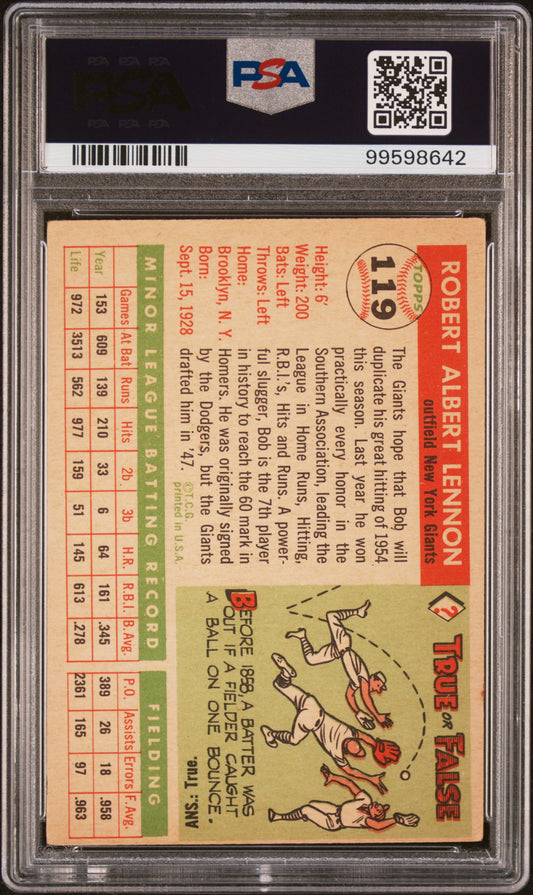 PSA PSA PSA
PSA
PSA PSA PSA
PSA
99598642
TOPPS
119
ROBERT ALBERT LENNON
outfield New York Giants
Height: 6'
Weight: 200
Bats: Left
Throws: Left
Home:
Brooklyn, N. Y.
Born:
Sept. 15, 1928
The Giants hope that Bob will
duplicate his great hitting of 1954
this season. Last year he won
practically every honor in the
Southern Association, leading the
League in Home Runs, Hitting,
R.B.I.'s, Hits and Runs. A power-
ful slugger, Bob is the 7th player
in history to reach the 60 mark in
Homers. He was originally signed
by the Dodgers, but the Giants
drafted him in '47.
©T.C.G.
printed in U.S.A.
?
TRUE OR FALSE
BEFORE 1858, A BATTER WAS
OUT IF A FIELDER CAUGHT
A BALL ON ONE BOUNCE.
ANS.: True
MINOR LEAGUE BATTING RECORD FIELDING
Games At Bat Runs Hits 2b. 3b H.R. R.B.I. B. Avg. P.O. Assists Errors F. Avg.
Year 153 609 139 210 33 6 64 161 .345 389 26 18 .958
Life 972 3513 562 977 159 51 145 613 .278 2361 165 97 .963